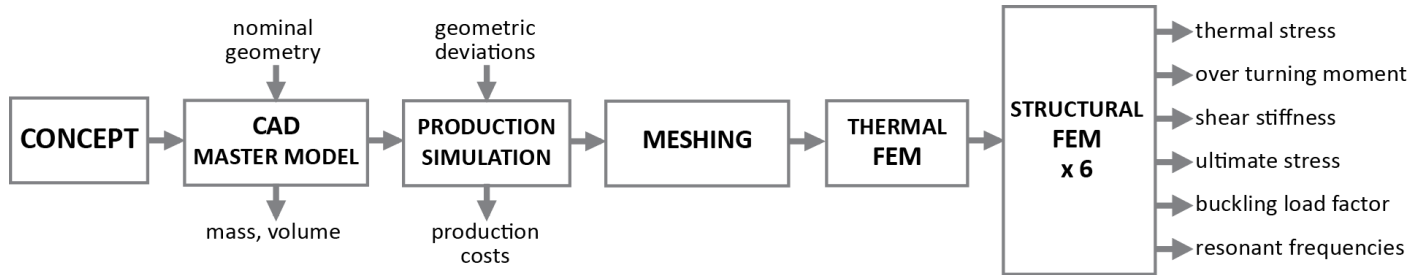 nominal
geometry
geometric
deviations
CONCEPT
CAD
MASTER MODEL
PRODUCTION
SIMULATION
MESHING
THERMAL
FEM
STRUCTURAL
FEM
x 6
mass, volume
production
costs
thermal stress
over turning moment
shear stiffness
ultimate stress
buckling load factor
resonant frequencies